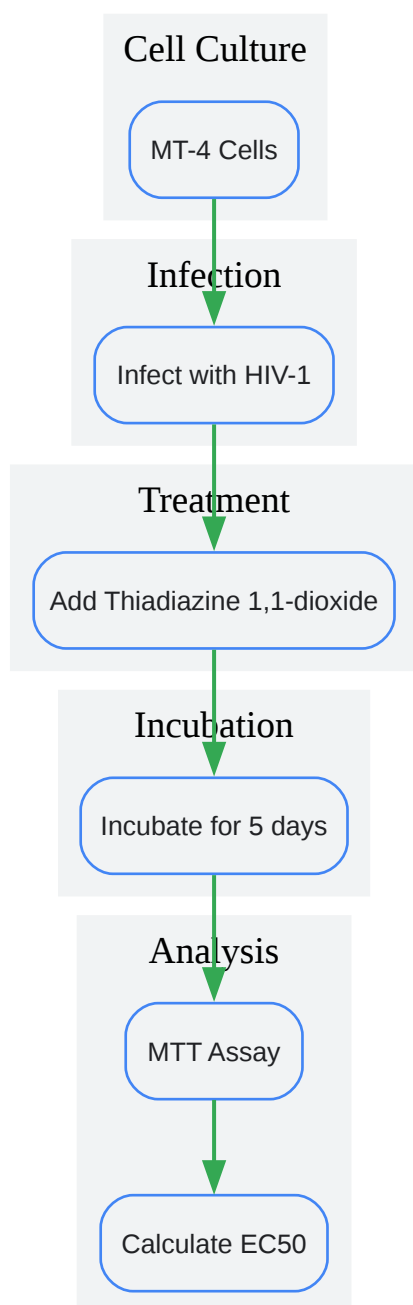 Cell Culture
MT-4 Cells
Infection
Infect with HIV-1
Treatment
Add Thiadiazine 1,1-dioxide
Incubation
Incubate for 5 days
Analysis
MTT Assay
Calculate EC50